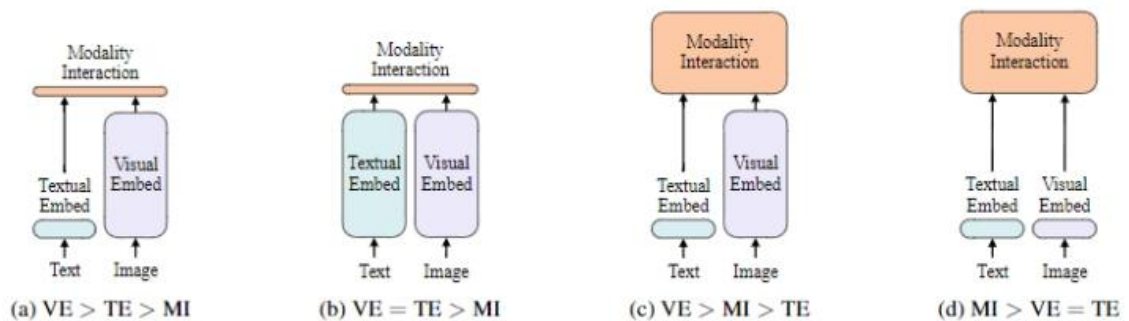 Modality
Interaction
Textual
Embed
Visual
Embed
Text
Image
(a) VE > TE > MI
Modality
Interaction
Textual
Embed
Visual
Embed
Text
Image
(b) VE = TE > MI
Modality
Interaction
Textual
Embed
Visual
Embed
Text
Image
(c) VE > MI > TE
Modality
Interaction
Textual
Embed
Visual
Embed
Text
Image
(d) MI > VE = TE